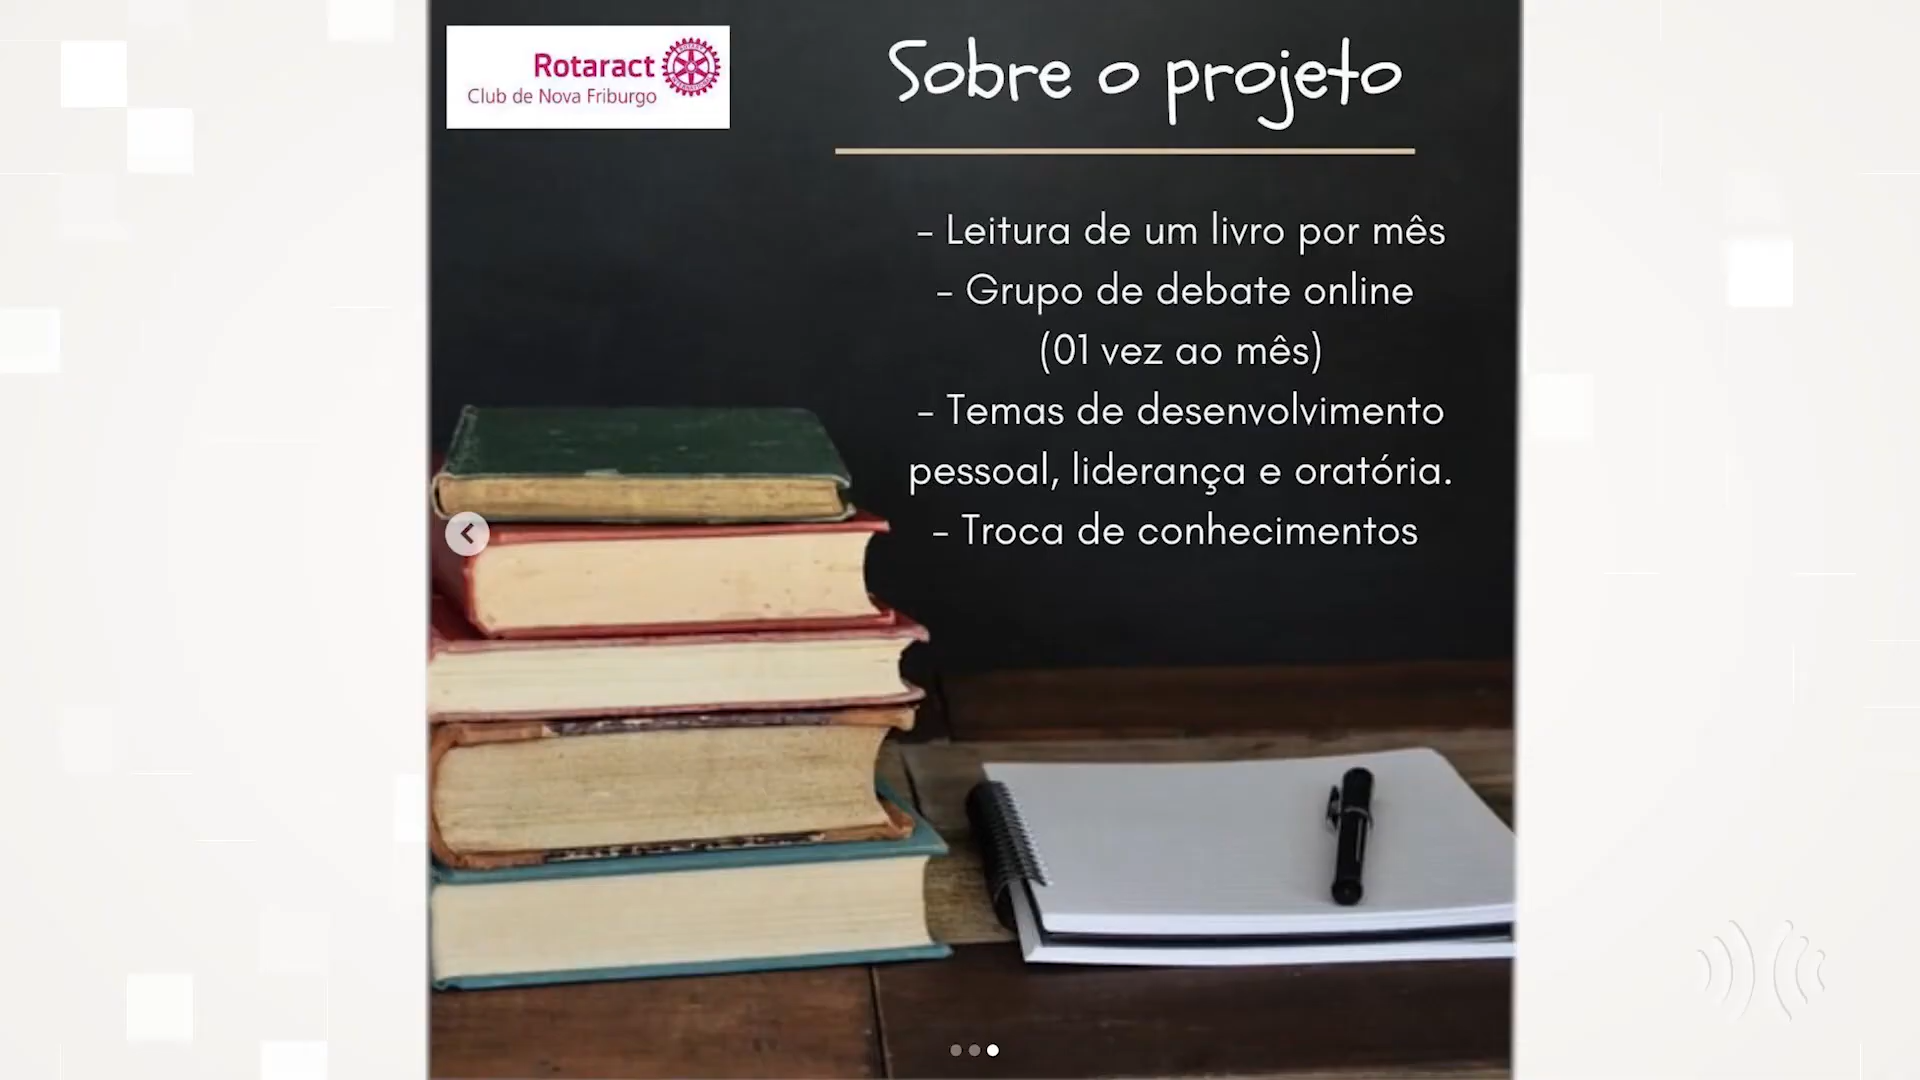 Rotaract
Club de Nova Friburgo
Sobre o projeto
- Leitura de um livro por mês
- Grupo de debate online
(01 vez ao mês)
- Temas de desenvolvimento
pessoal, liderança e oratória.
- Troca de conhecimentos